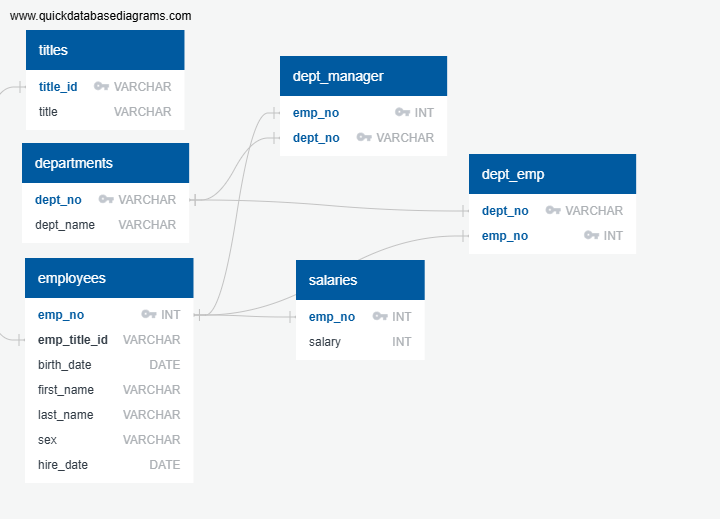 www.quickdatabasediagrams.com
titles
title_id VARCHAR
title VARCHAR
departments
dept_no VARCHAR
dept_name VARCHAR
employees
emp_no INT
emp_title_id VARCHAR
birth_date DATE
first_name VARCHAR
last_name VARCHAR
sex VARCHAR
hire_date DATE
dept_manager
emp_no INT
dept_no VARCHAR
salaries
emp_no INT
salary INT
dept_emp
dept_no VARCHAR
emp_no INT